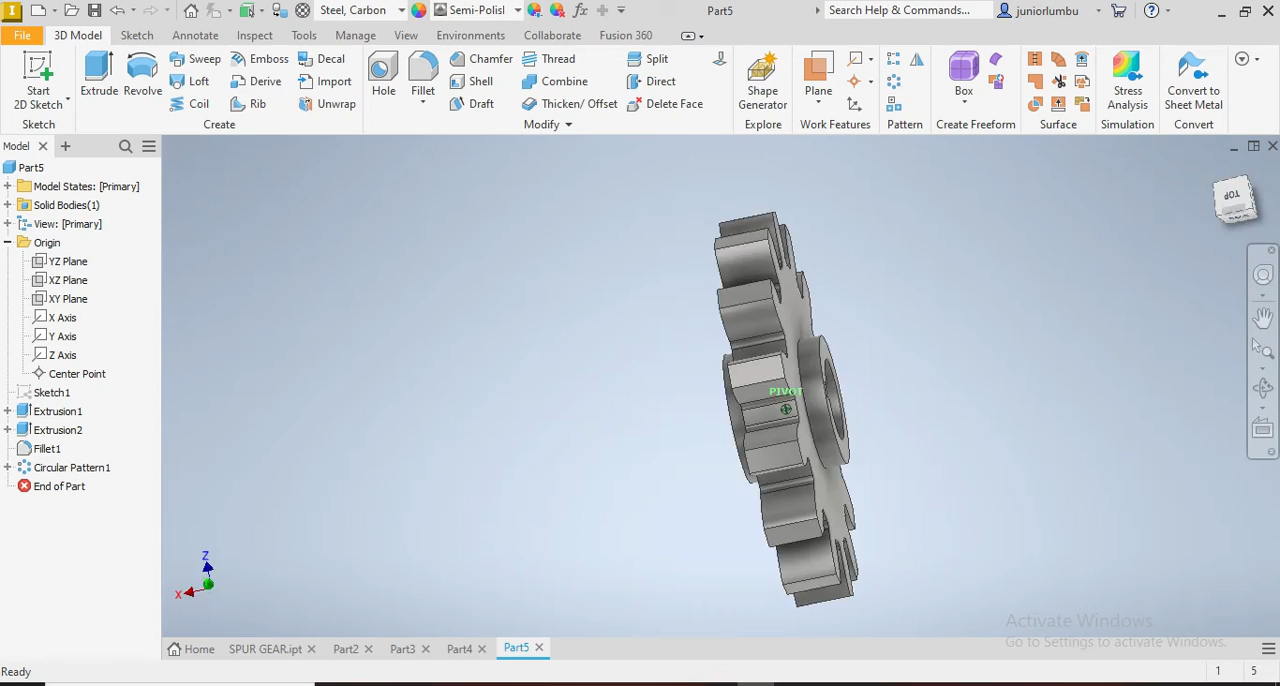 Steel, Carbon
Semi-Polisl
fx
Part5
Search Help & Commands...
juniorlumbu
File
3D Model
Sketch
Annotate
Inspect
Tools
Manage
View
Environments
Collaborate
Fusion 360
Start
2D Sketch
Extrude
Revolve
Sweep
Loft
Coil
Emboss
Derive
Rib
Decal
Import
Unwrap
Hole
Fillet
Chamfer
Shell
Draft
Thread
Combine
Thicken/ Offset
Split
Direct
Delete Face
Shape
Generator
Plane
Box
Stress
Analysis
Convert to
Sheet Metal
Sketch
Create
Modify
Explore
Work Features
Pattern
Create Freeform
Surface
Simulation
Convert
Model
Part5
Model States: [Primary]
Solid Bodies(1)
View: [Primary]
Origin
YZ Plane
XZ Plane
XY Plane
X Axis
Y Axis
Z Axis
Center Point
Sketch1
Extrusion1
Extrusion2
Fillet1
Circular Pattern1
End of Part
TOP
PIVOT
Z
X
Activate Windows
Go to Settings to activate Windows.
Home
SPUR GEAR.ipt
Part2
Part3
Part4
Part5
Ready
1
5